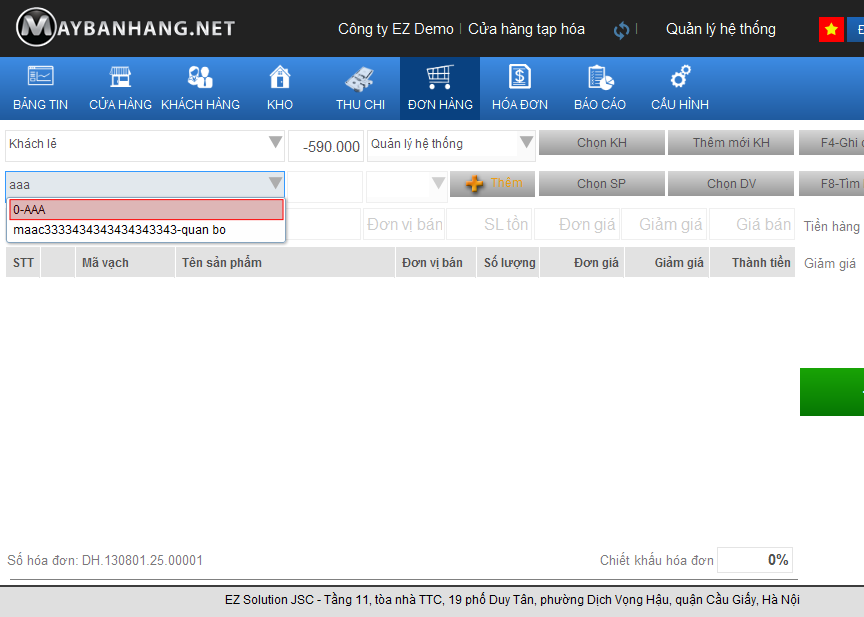 MAYBANHANG.NET
Công ty EZ Demo | Cửa hàng tạp hóa | Quản lý hệ thống
BẢNG TIN CỬA HÀNG KHÁCH HÀNG KHO THU CHI ĐƠN HÀNG HÓA ĐƠN BÁO CÁO CẤU HÌNH
Khách lẻ -590.000 Quản lý hệ thống Chọn KH Thêm mới KH F4-Ghi
aaa Thêm Chọn SP Chọn DV F8-Tìm
0-AAA
maac3333434343434343343-quan bo
Đơn vị bán SL tồn Đơn giá Giảm giá Giá bán Tiền hàng
STT Mã vạch Tên sản phẩm Đơn vị bán Số lượng Đơn giá Giảm giá Thành tiền Giảm giá
Số hóa đơn: DH.130801.25.00001 Chiết khấu hóa đơn 0%
EZ Solution JSC - Tầng 11, tòa nhà TTC, 19 phố Duy Tân, phường Dịch Vọng Hậu, quận Cầu Giấy, Hà Nội